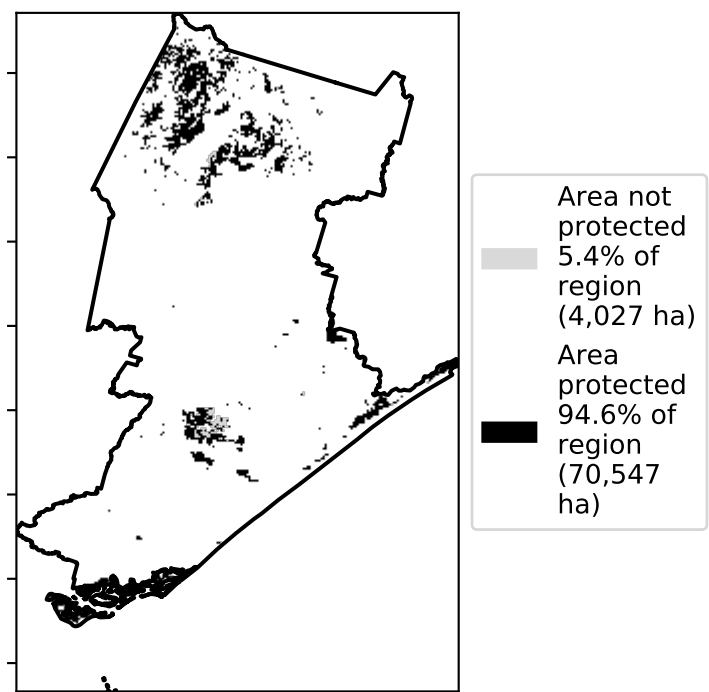 Area not
protected
5.4% of
region
(4,027 ha)
Area
protected
94.6% of
region
(70,547
ha)